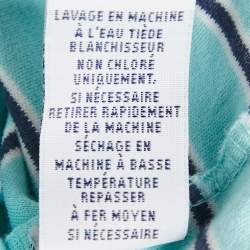 LAVAGE EN MACHINE
À L'EAU TIÈDE
BLANCHISSEUR
NON CHLORÉ
UNIQUEMENT.
SI NÉCESSAIRE
RETIRER RAPIDEMENT
DE LA MACHINE
SÉCHAGE EN
MACHINE À BASSE
TEMPÉRATURE
REPASSER
À FER MOYEN
SI NÉCESSAIRE